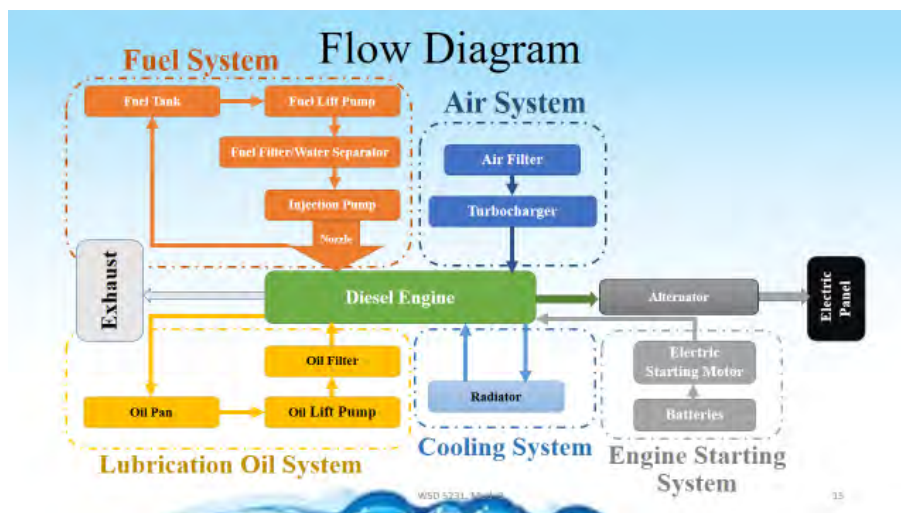 Flow Diagram
Fuel System
Fuel Tank
Fuel Lift Pump
Fuel Filter/Water Separator
Injection Pump
Nozzle
Air System
Air Filter
Turbocharger
Exhaust
Diesel Engine
Alternator
Electric
Panel
Oil Filter
Oil Pan
Oil Lift Pump
Lubrication Oil System
Radiator
Cooling System
Electric
Starting Motor
Batteries
Engine Starting
System
WSD 5231,
15